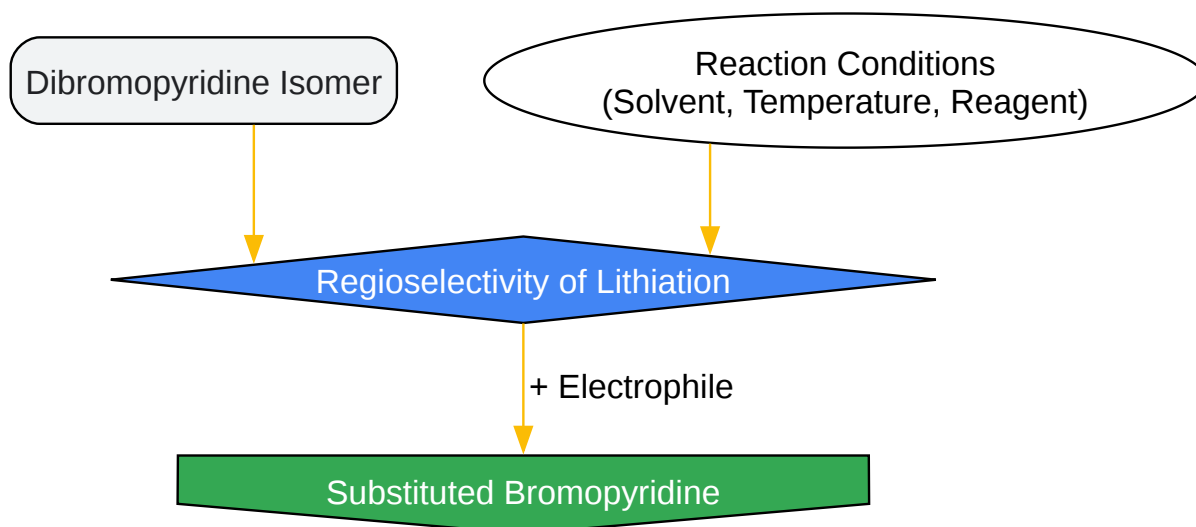 Dibromopyridine Isomer
Reaction Conditions
(Solvent, Temperature, Reagent)
Regioselectivity of Lithiation
+ Electrophile
Substituted Bromopyridine